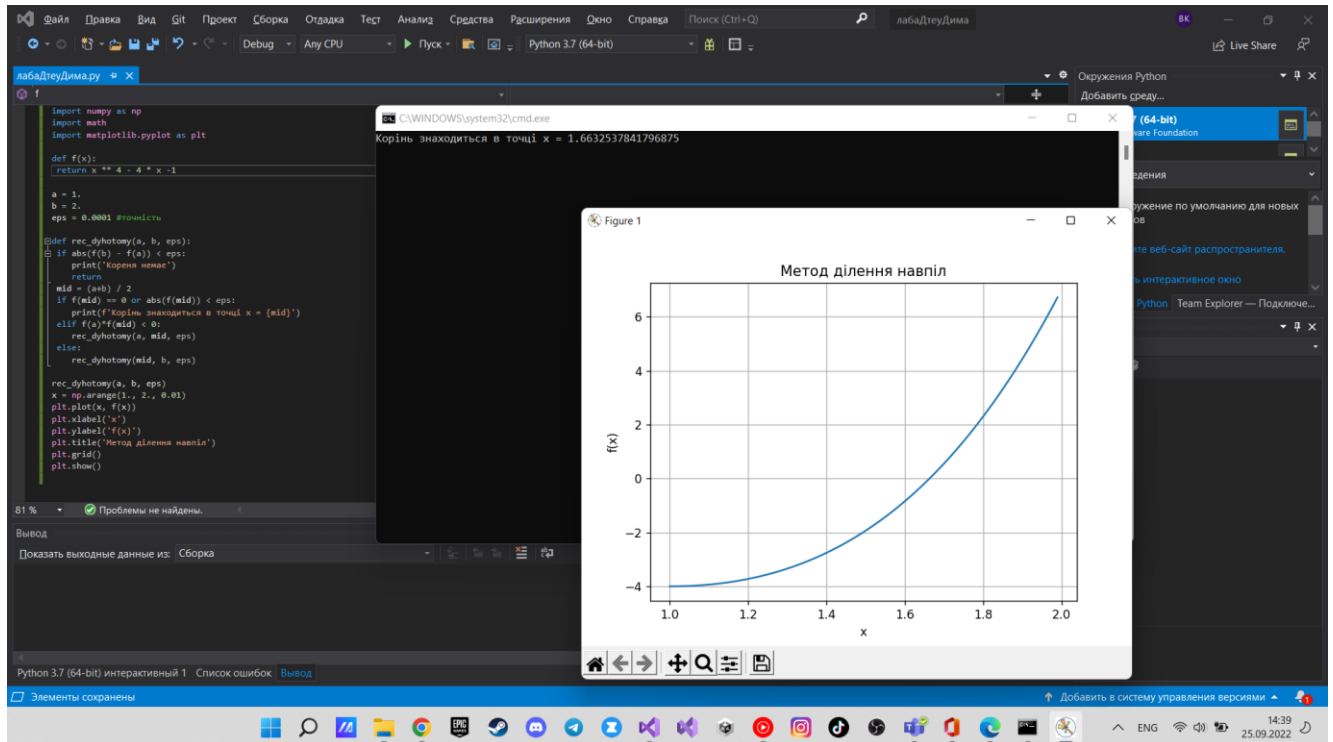 Файл Правка Вид Git Проект Сборка Отладка Тест Анализ Средства Расширения Окно Справка Поиск (Ctrl+Q) лабаДтеуДима ВК
Debug Any CPU Пуск Python 3.7 (64-bit) Live Share
лабаДтеуДима.py
f
import numpy as np
import math
import matplotlib.pyplot as plt
def f(x):
return x ** 4 - 4 * x -1
a = 1.
b = 2.
eps = 0.0001 #точність
def rec_dyhotomy(a, b, eps):
if abs(f(b) - f(a)) < eps:
print('Кореня немає')
return
mid = (a+b) / 2
if f(mid) == 0 or abs(f(mid)) < eps:
print(f'Корінь знаходиться в точці x = {mid}')
elif f(a)*f(mid) < 0:
rec_dyhotomy(a, mid, eps)
else:
rec_dyhotomy(mid, b, eps)
rec_dyhotomy(a, b, eps)
x = np.arange(1., 2., 0.01)
plt.plot(x, f(x))
plt.xlabel('x')
plt.ylabel('f(x)')
plt.title('Метод ділення навпіл')
plt.grid()
plt.show()
81 % Проблемы не найдены.
Вывод
Показать выходные данные из: Сборка
Python 3.7 (64-bit) интерактивный 1 Список ошибок Вывод
C:\WINDOWS\system32\cmd.exe
Корінь знаходиться в точці x = 1.6632537841796875
Figure 1
Метод ділення навпіл
f(x)
6
4
2
0
−2
−4
1.0 1.2 1.4 1.6 1.8 2.0
x
Окружения Python
Добавить среду...
(64-bit)
ware Foundation
едения
ружение по умолчанию для новых
ов
те веб-сайт распространителя.
ь интерактивное окно
Python Team Explorer — Подключе...
Элементы сохранены Добавить в систему управления версиями 1
EPIC GAMES ENG 14:39
25.09.2022